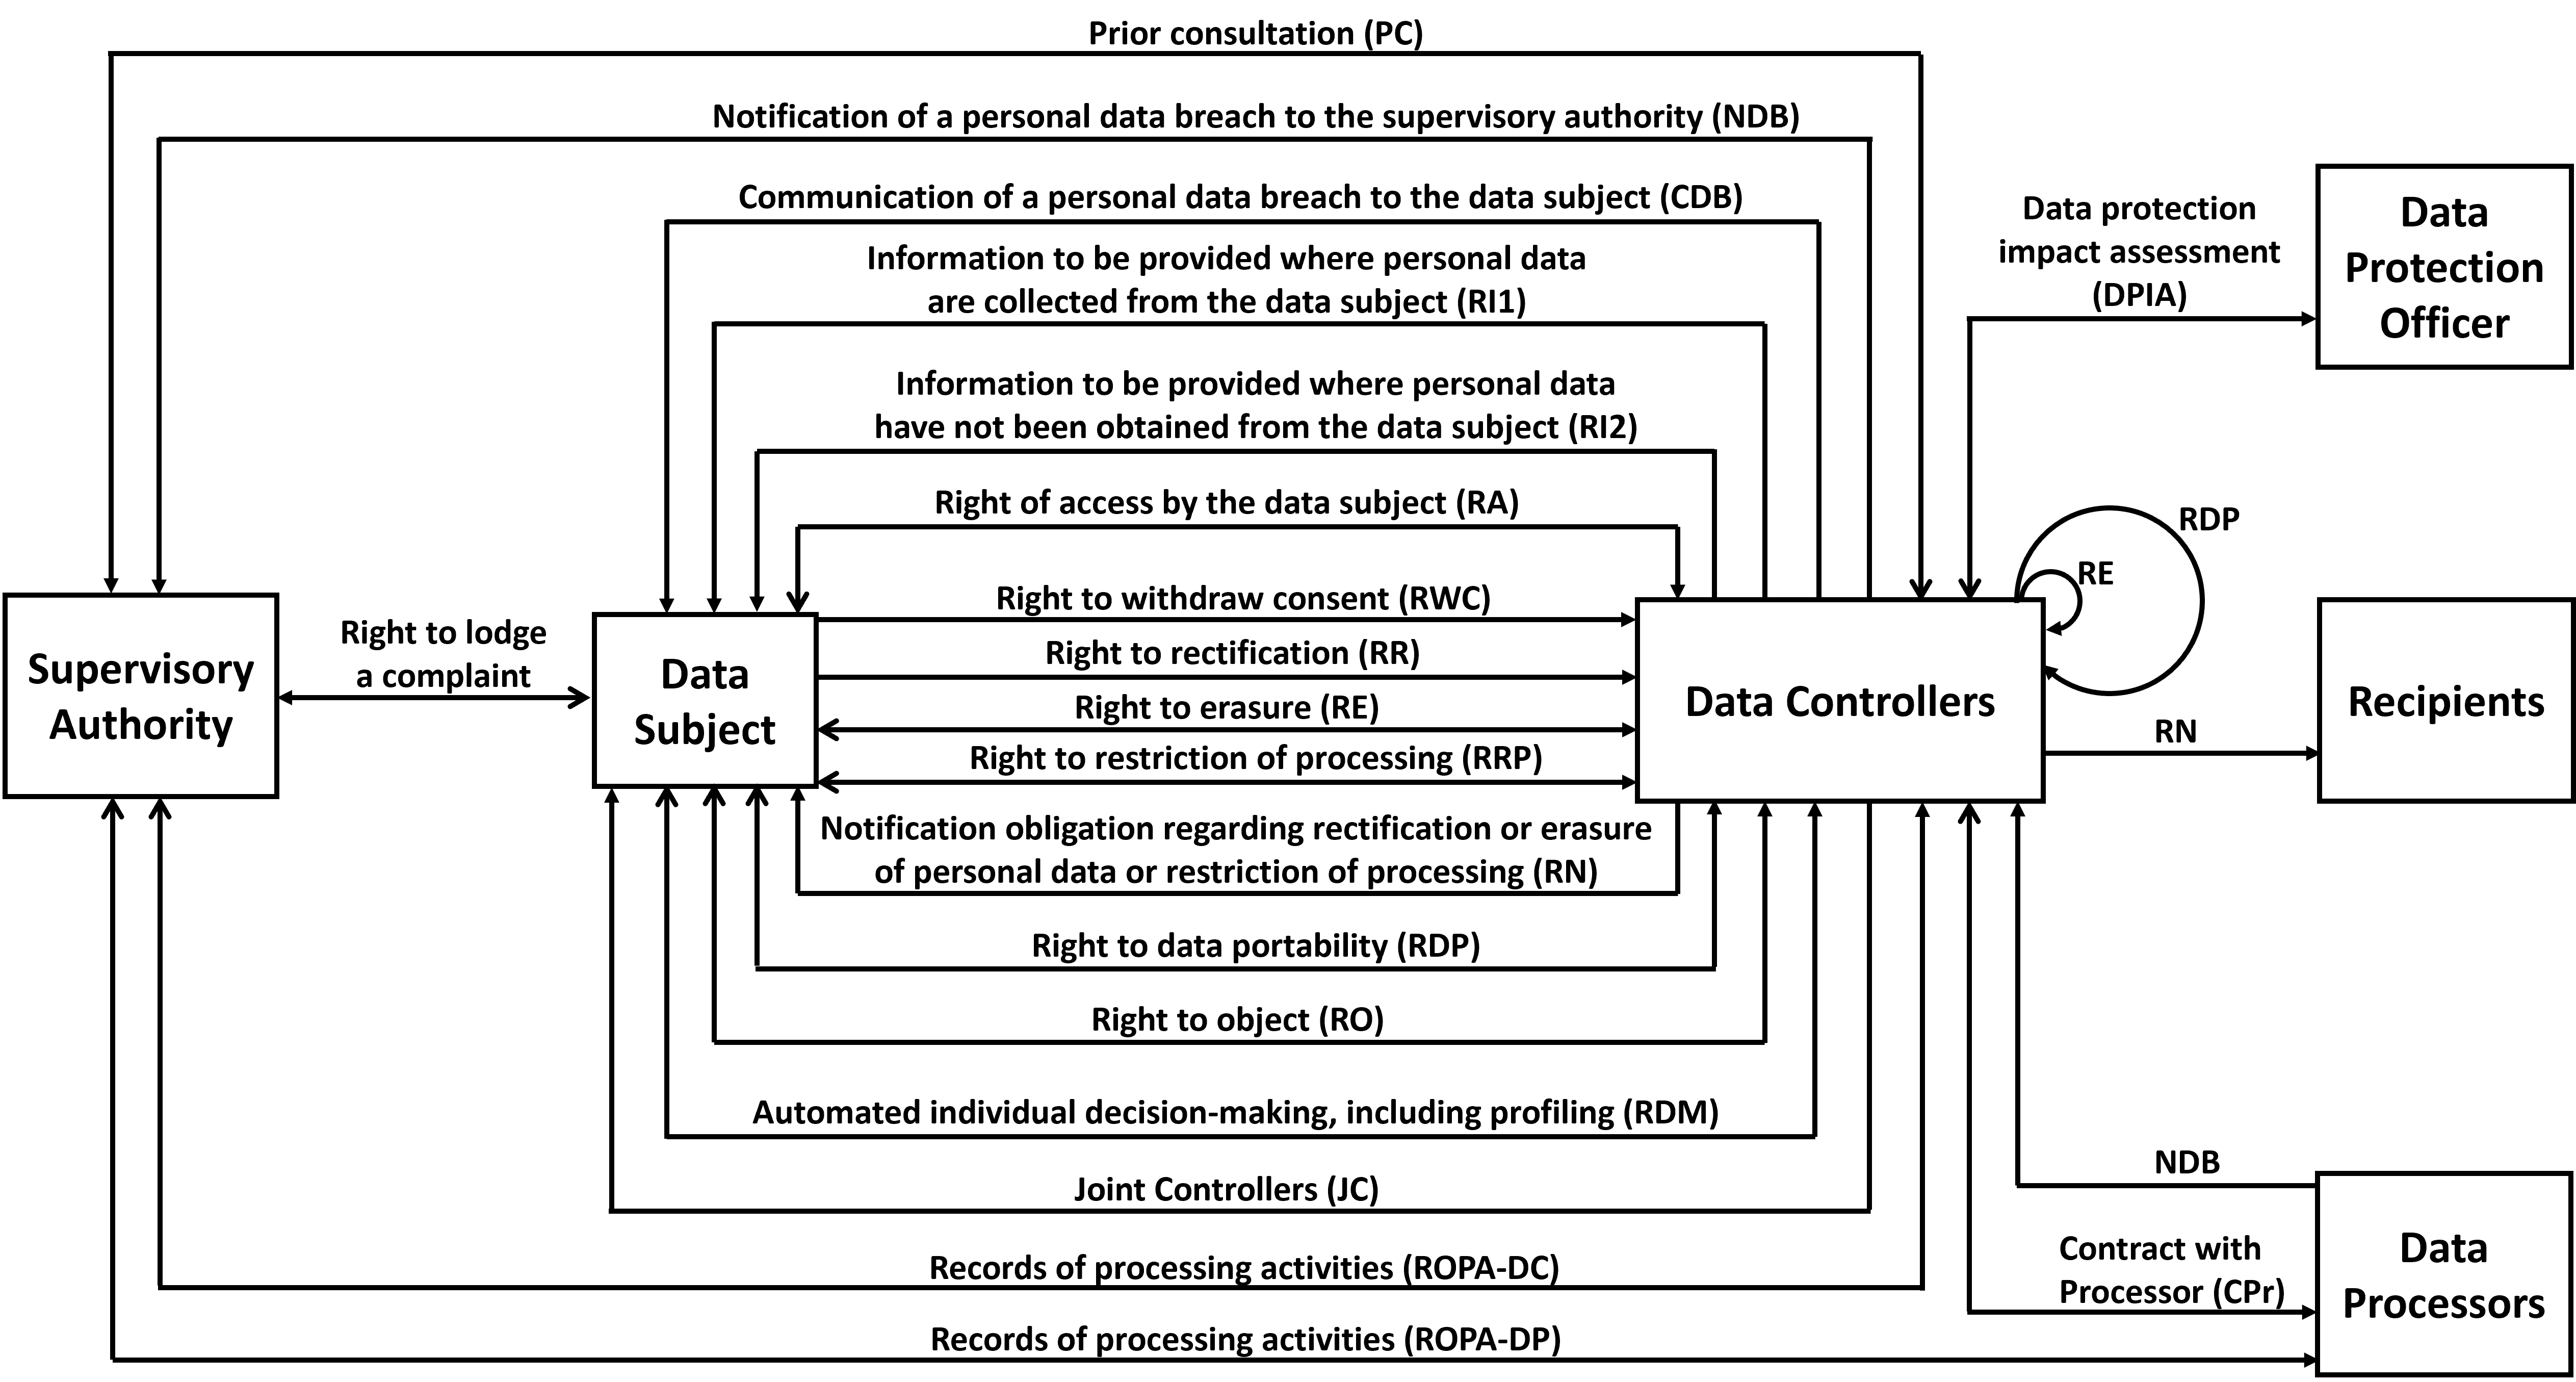 Prior consultation (PC)
Notification of a personal data breach to the supervisory authority (NDB)
Communication of a personal data breach to the data subject (CDB)
Information to be provided where personal data
are collected from the data subject (RI1)
Information to be provided where personal data
have not been obtained from the data subject (RI2)
Right of access by the data subject (RA)
Data protection
impact assessment
(DPIA)
Data
Protection
Officer
RDP
RE
Supervisory
Authority
Right to lodge
a complaint
Data
Subject
Right to withdraw consent (RWC)
Right to rectification (RR)
Right to erasure (RE)
Right to restriction of processing (RRP)
Data Controllers
Recipients
RN
Notification obligation regarding rectification or erasure
of personal data or restriction of processing (RN)
Right to data portability (RDP)
Right to object (RO)
Automated individual decision-making, including profiling (RDM)
Joint Controllers (JC)
Records of processing activities (ROPA-DC)
Records of processing activities (ROPA-DP)
NDB
Contract with
Processor (CPr)
Data
Processors